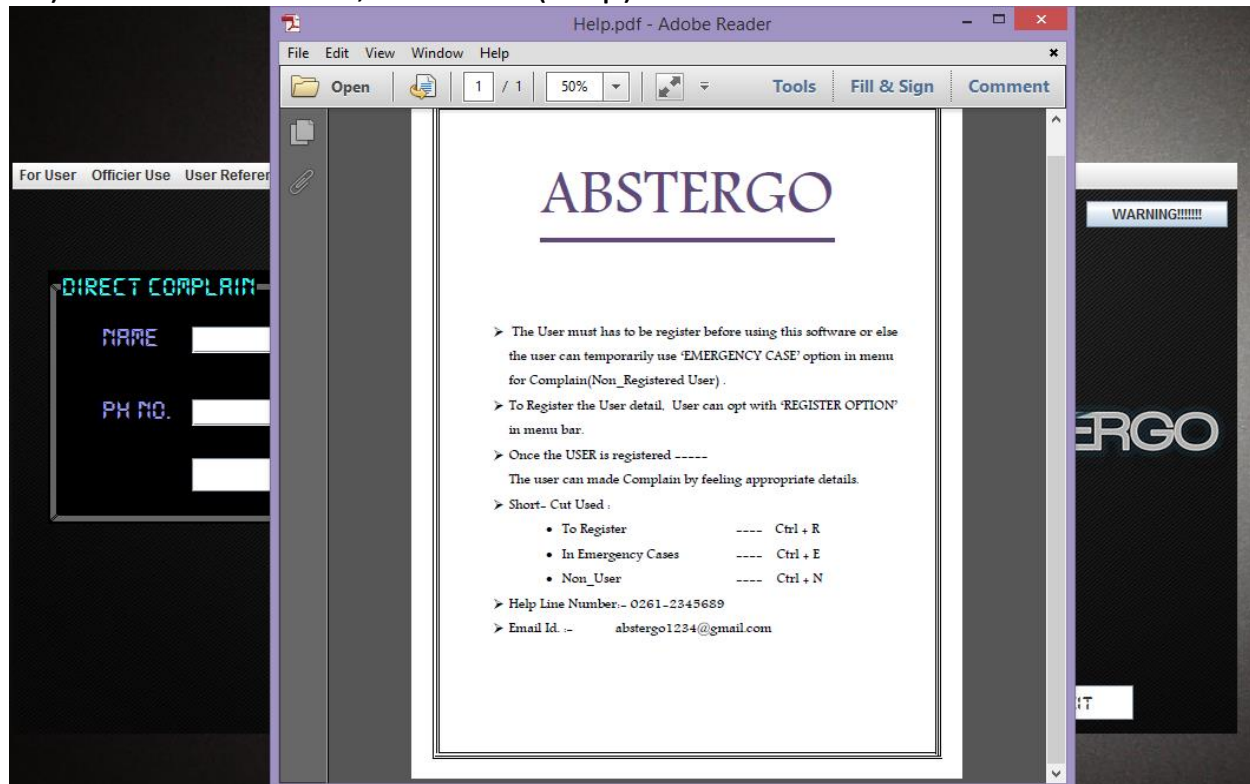 Help.pdf - Adobe Reader
File Edit View Window Help
Open 1 / 1 50% Tools Fill & Sign Comment
For User Officier Use User Referen
WARNING!!!!!!!
ABSTERGO
DIRECT COMPLAIN
NAME
PH NO.
➤ The User must has to be register before using this software or else
the user can temporarily use ‘EMERGENCY CASE’ option in menu
for Complain(Non_Registered User) .
➤ To Register the User detail, User can opt with ‘REGISTER OPTION’
in menu bar.
➤ Once the USER is registered -----
The user can made Complain by feeling appropriate details.
➤ Short- Cut Used :
• To Register ---- Ctrl + R
• In Emergency Cases ---- Ctrl + E
• Non_User ---- Ctrl + N
➤ Help Line Number:- 0261-2345689
➤ Email Id. :- abstergo1234@gmail.com
ERGO
IT